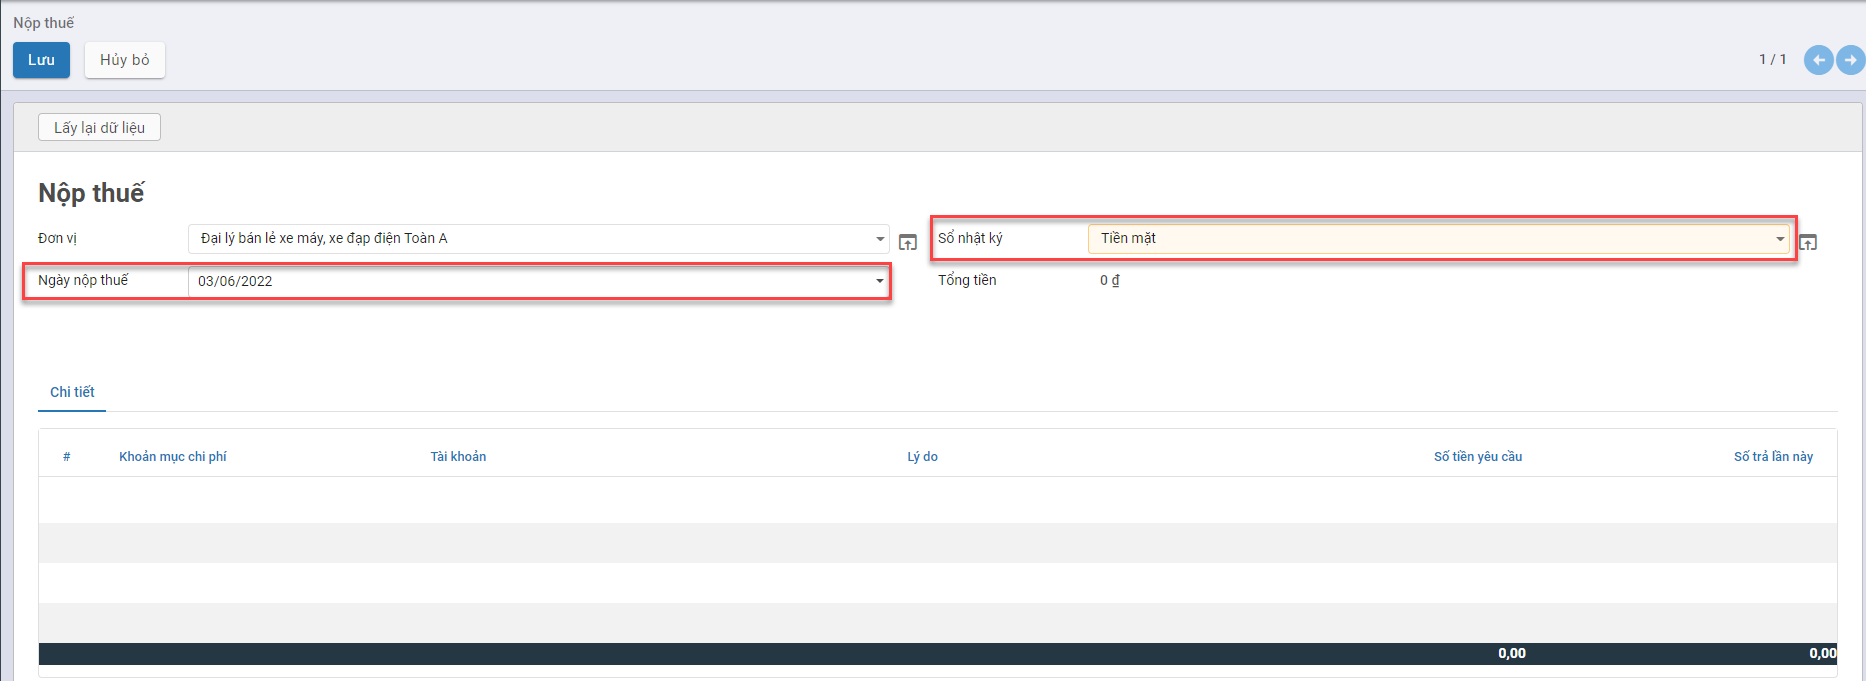 Nộp thuế
Lưu Hủy bỏ 1 / 1
Lấy lại dữ liệu
Nộp thuế
Đơn vị Đại lý bán lẻ xe máy, xe đạp điện Toàn A Sổ nhật ký Tiền mặt
Ngày nộp thuế 03/06/2022 Tổng tiền 0 ₫
Chi tiết
# Khoản mục chi phí Tài khoản Lý do Số tiền yêu cầu Số trả lần này
0,00 0,00